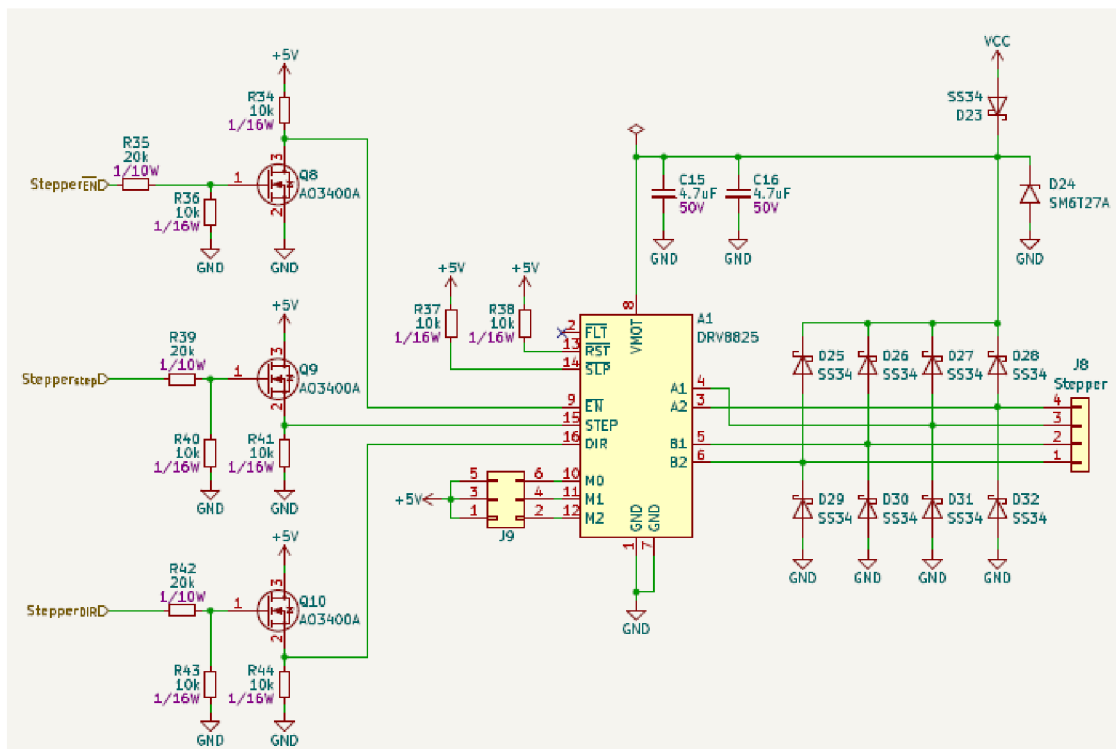 +5V
R34
10k
1/16W
R35
20k
1/10W
Stepper EN
R36
10k
1/16W
1
3
2
Q8
AO3400A
GND
GND
+5V
R39
20k
1/10W
Stepper step
1
3
2
Q9
AO3400A
R40
10k
1/16W
R41
10k
1/16W
GND
GND
+5V
R42
20k
1/10W
Stepper DIR
1
3
2
Q10
AO3400A
R43
10k
1/16W
R44
10k
1/16W
GND
GND
+5V
+5V
R37
10k
1/16W
R38
10k
1/16W
C15
4.7uF
50V
C16
4.7uF
50V
GND
GND
VCC
SS34
D23
D24
SM6T27A
GND
A1
DRV8825
8
VMOT
2 FLT
13 RST
14 SLP
9 EN
15 STEP
16 DIR
10 M0
11 M1
12 M2
A1 4
A2 3
B1 5
B2 6
GND
GND
1
7
GND
+5V
5
3
1
6
4
2
J9
D25
SS34
D26
SS34
D27
SS34
D28
SS34
J8
Stepper
4
3
2
1
D29
SS34
D30
SS34
D31
SS34
D32
SS34
GND
GND
GND
GND